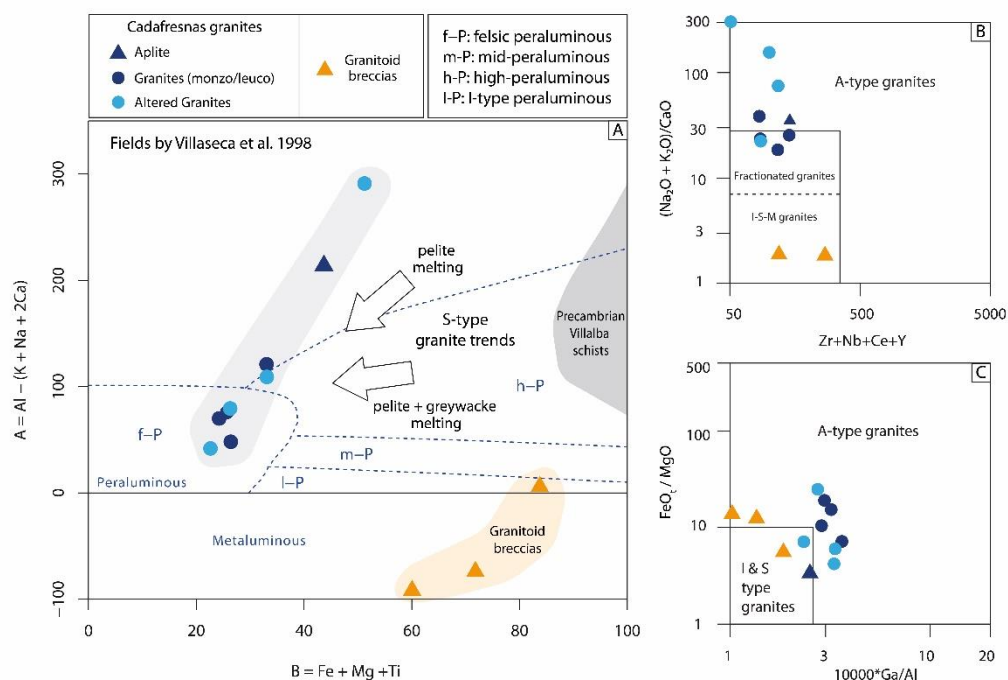 Cadafresnas granites
Aplite
Granites (monzo/leuco)
Altered Granites
Granitoid
breccias
f–P: felsic peraluminous
m-P: mid-peraluminous
h-P: high-peraluminous
I-P: I-type peraluminous
Fields by Villaseca et al. 1998
A
A = Al – (K + Na + 2Ca)
300
200
100
0
–100
pelite
melting
S-type
granite trends
Precambrian
Villalba
schists
h–P
pelite + greywacke
melting
f–P
m–P
Peraluminous
I–P
Metaluminous
Granitoid
breccias
0
20
40
60
80
100
B = Fe + Mg +Ti
B
(Na₂O + K₂O)/CaO
300
100
30
10
3
1
A-type granites
Fractionated granites
I-S-M granites
50
500
5000
Zr+Nb+Ce+Y
C
FeOt / MgO
500
100
10
1
A-type granites
I & S
type
granites
1
3
10
20
10000*Ga/Al